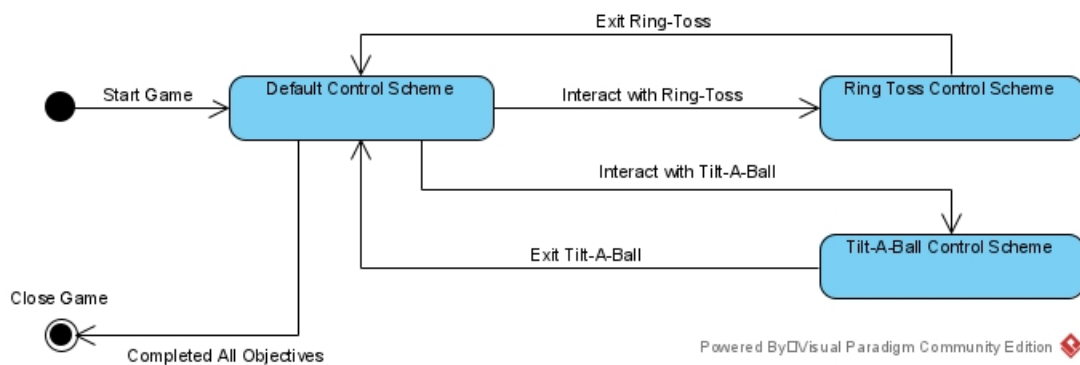 Exit Ring-Toss
Start Game
Default Control Scheme
Interact with Ring-Toss
Ring Toss Control Scheme
Interact with Tilt-A-Ball
Exit Tilt-A-Ball
Tilt-A-Ball Control Scheme
Close Game
Completed All Objectives
Powered By□Visual Paradigm Community Edition